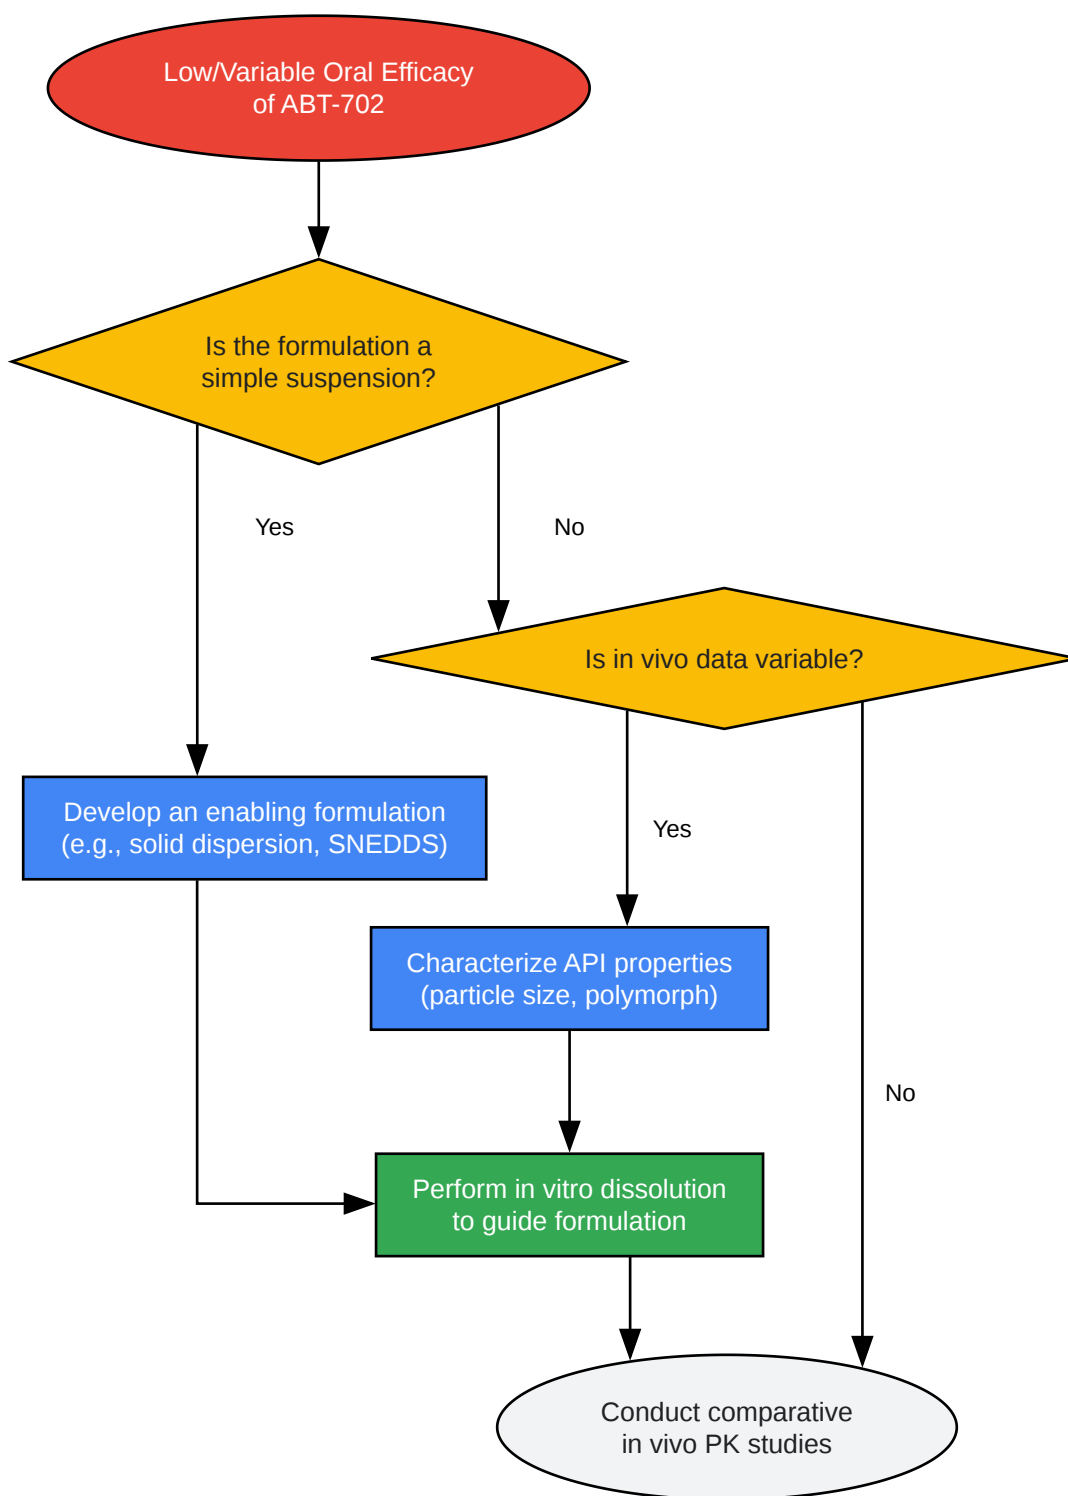 Low/Variable Oral Efficacy
of ABT-702
Is the formulation a
simple suspension?
Yes
No
Is in vivo data variable?
Develop an enabling formulation
(e.g., solid dispersion, SNEDDS)
Yes
Characterize API properties
(particle size, polymorph)
No
Perform in vitro dissolution
to guide formulation
Conduct comparative
in vivo PK studies